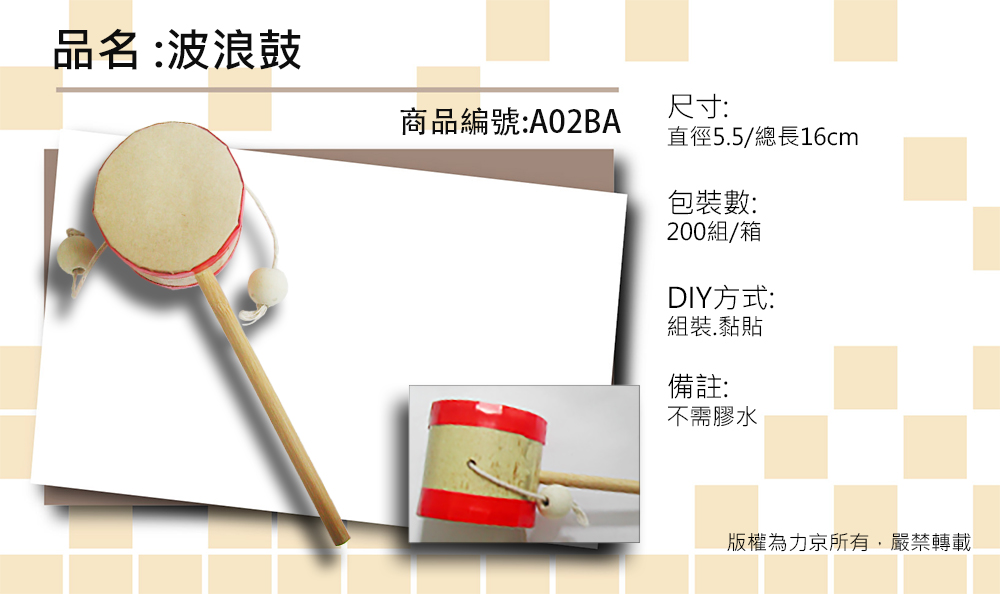 品名 :波浪鼓
商品編號:A02BA
尺寸:
直徑5.5/總長16cm
包裝數:
200組/箱
DIY方式:
組裝.黏貼
備註:
不需膠水
版權為力京所有，嚴禁轉載